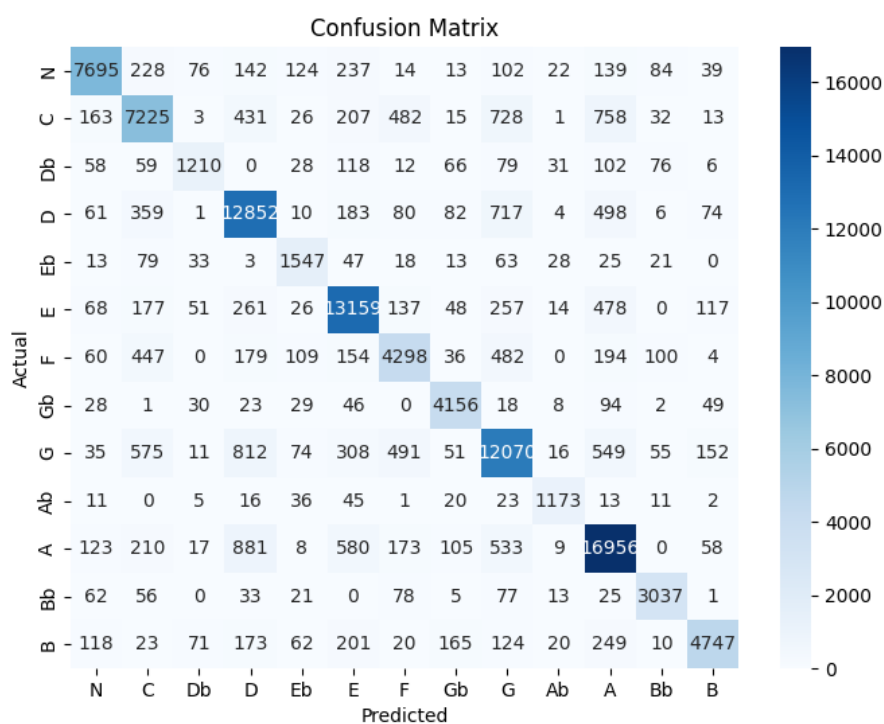 Confusion Matrix
N 7695 228 76 142 124 237 14 13 102 22 139 84 39
C 163 7225 3 431 26 207 482 15 728 1 758 32 13
Db 58 59 1210 0 28 118 12 66 79 31 102 76 6
D 61 359 1 12852 10 183 80 82 717 4 498 6 74
Eb 13 79 33 3 1547 47 18 13 63 28 25 21 0
E 68 177 51 261 26 13159 137 48 257 14 478 0 117
F 60 447 0 179 109 154 4298 36 482 0 194 100 4
Gb 28 1 30 23 29 46 0 4156 18 8 94 2 49
G 35 575 11 812 74 308 491 51 12070 16 549 55 152
Ab 11 0 5 16 36 45 1 20 23 1173 13 11 2
A 123 210 17 881 8 580 173 105 533 9 16956 0 58
Bb 62 56 0 33 21 0 78 5 77 13 25 3037 1
B 118 23 71 173 62 201 20 165 124 20 249 10 4747
N C Db D Eb E F Gb G Ab A Bb B
Predicted
Actual
16000
14000
12000
10000
8000
6000
4000
2000
0